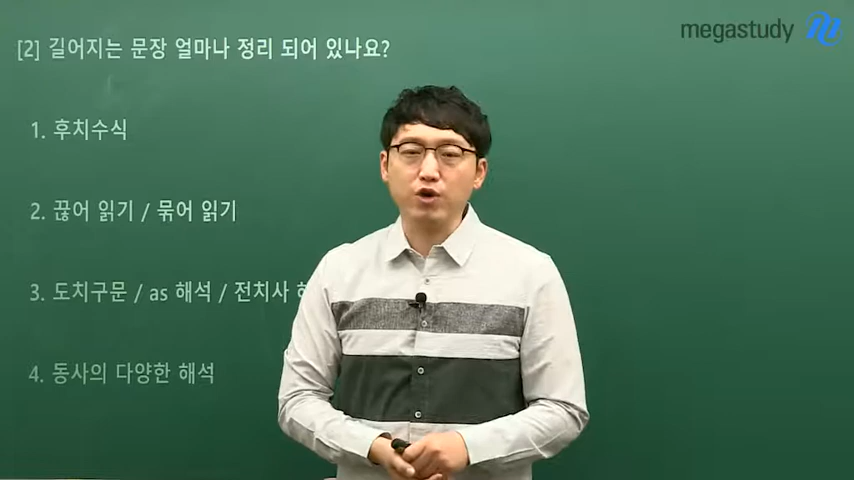 megastudy
[2] 길어지는 문장 얼마나 정리 되어 있나요?
1. 후치수식
2. 끊어 읽기 / 묶어 읽기
3. 도치구문 / as 해석 / 전치사
4. 동사의 다양한 해석